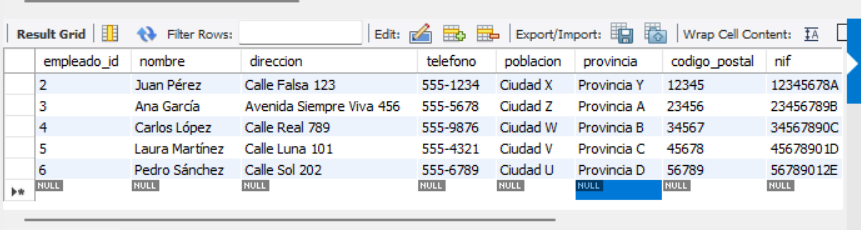 Result Grid Filter Rows: Edit: Export/Import: Wrap Cell Content: IA
empleado_id nombre direccion telefono poblacion provincia codigo_postal nif
2 Juan Pérez Calle Falsa 123 555-1234 Ciudad X Provincia Y 12345 12345678A
3 Ana García Avenida Siempre Viva 456 555-5678 Ciudad Z Provincia A 23456 23456789B
4 Carlos López Calle Real 789 555-9876 Ciudad W Provincia B 34567 34567890C
5 Laura Martínez Calle Luna 101 555-4321 Ciudad V Provincia C 45678 45678901D
6 Pedro Sánchez Calle Sol 202 555-6789 Ciudad U Provincia D 56789 56789012E
NULL NULL NULL NULL NULL NULL NULL NULL